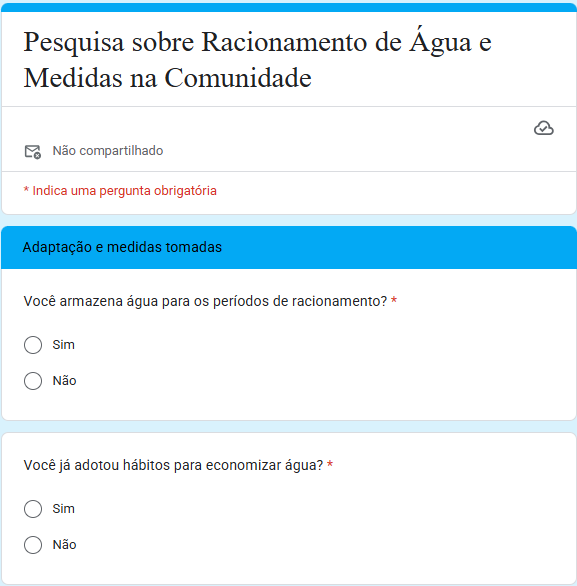 Pesquisa sobre Racionamento de Água e
Medidas na Comunidade
Não compartilhado
* Indica uma pergunta obrigatória
Adaptação e medidas tomadas
Você armazena água para os períodos de racionamento? *
Sim
Não
Você já adotou hábitos para economizar água? *
Sim
Não